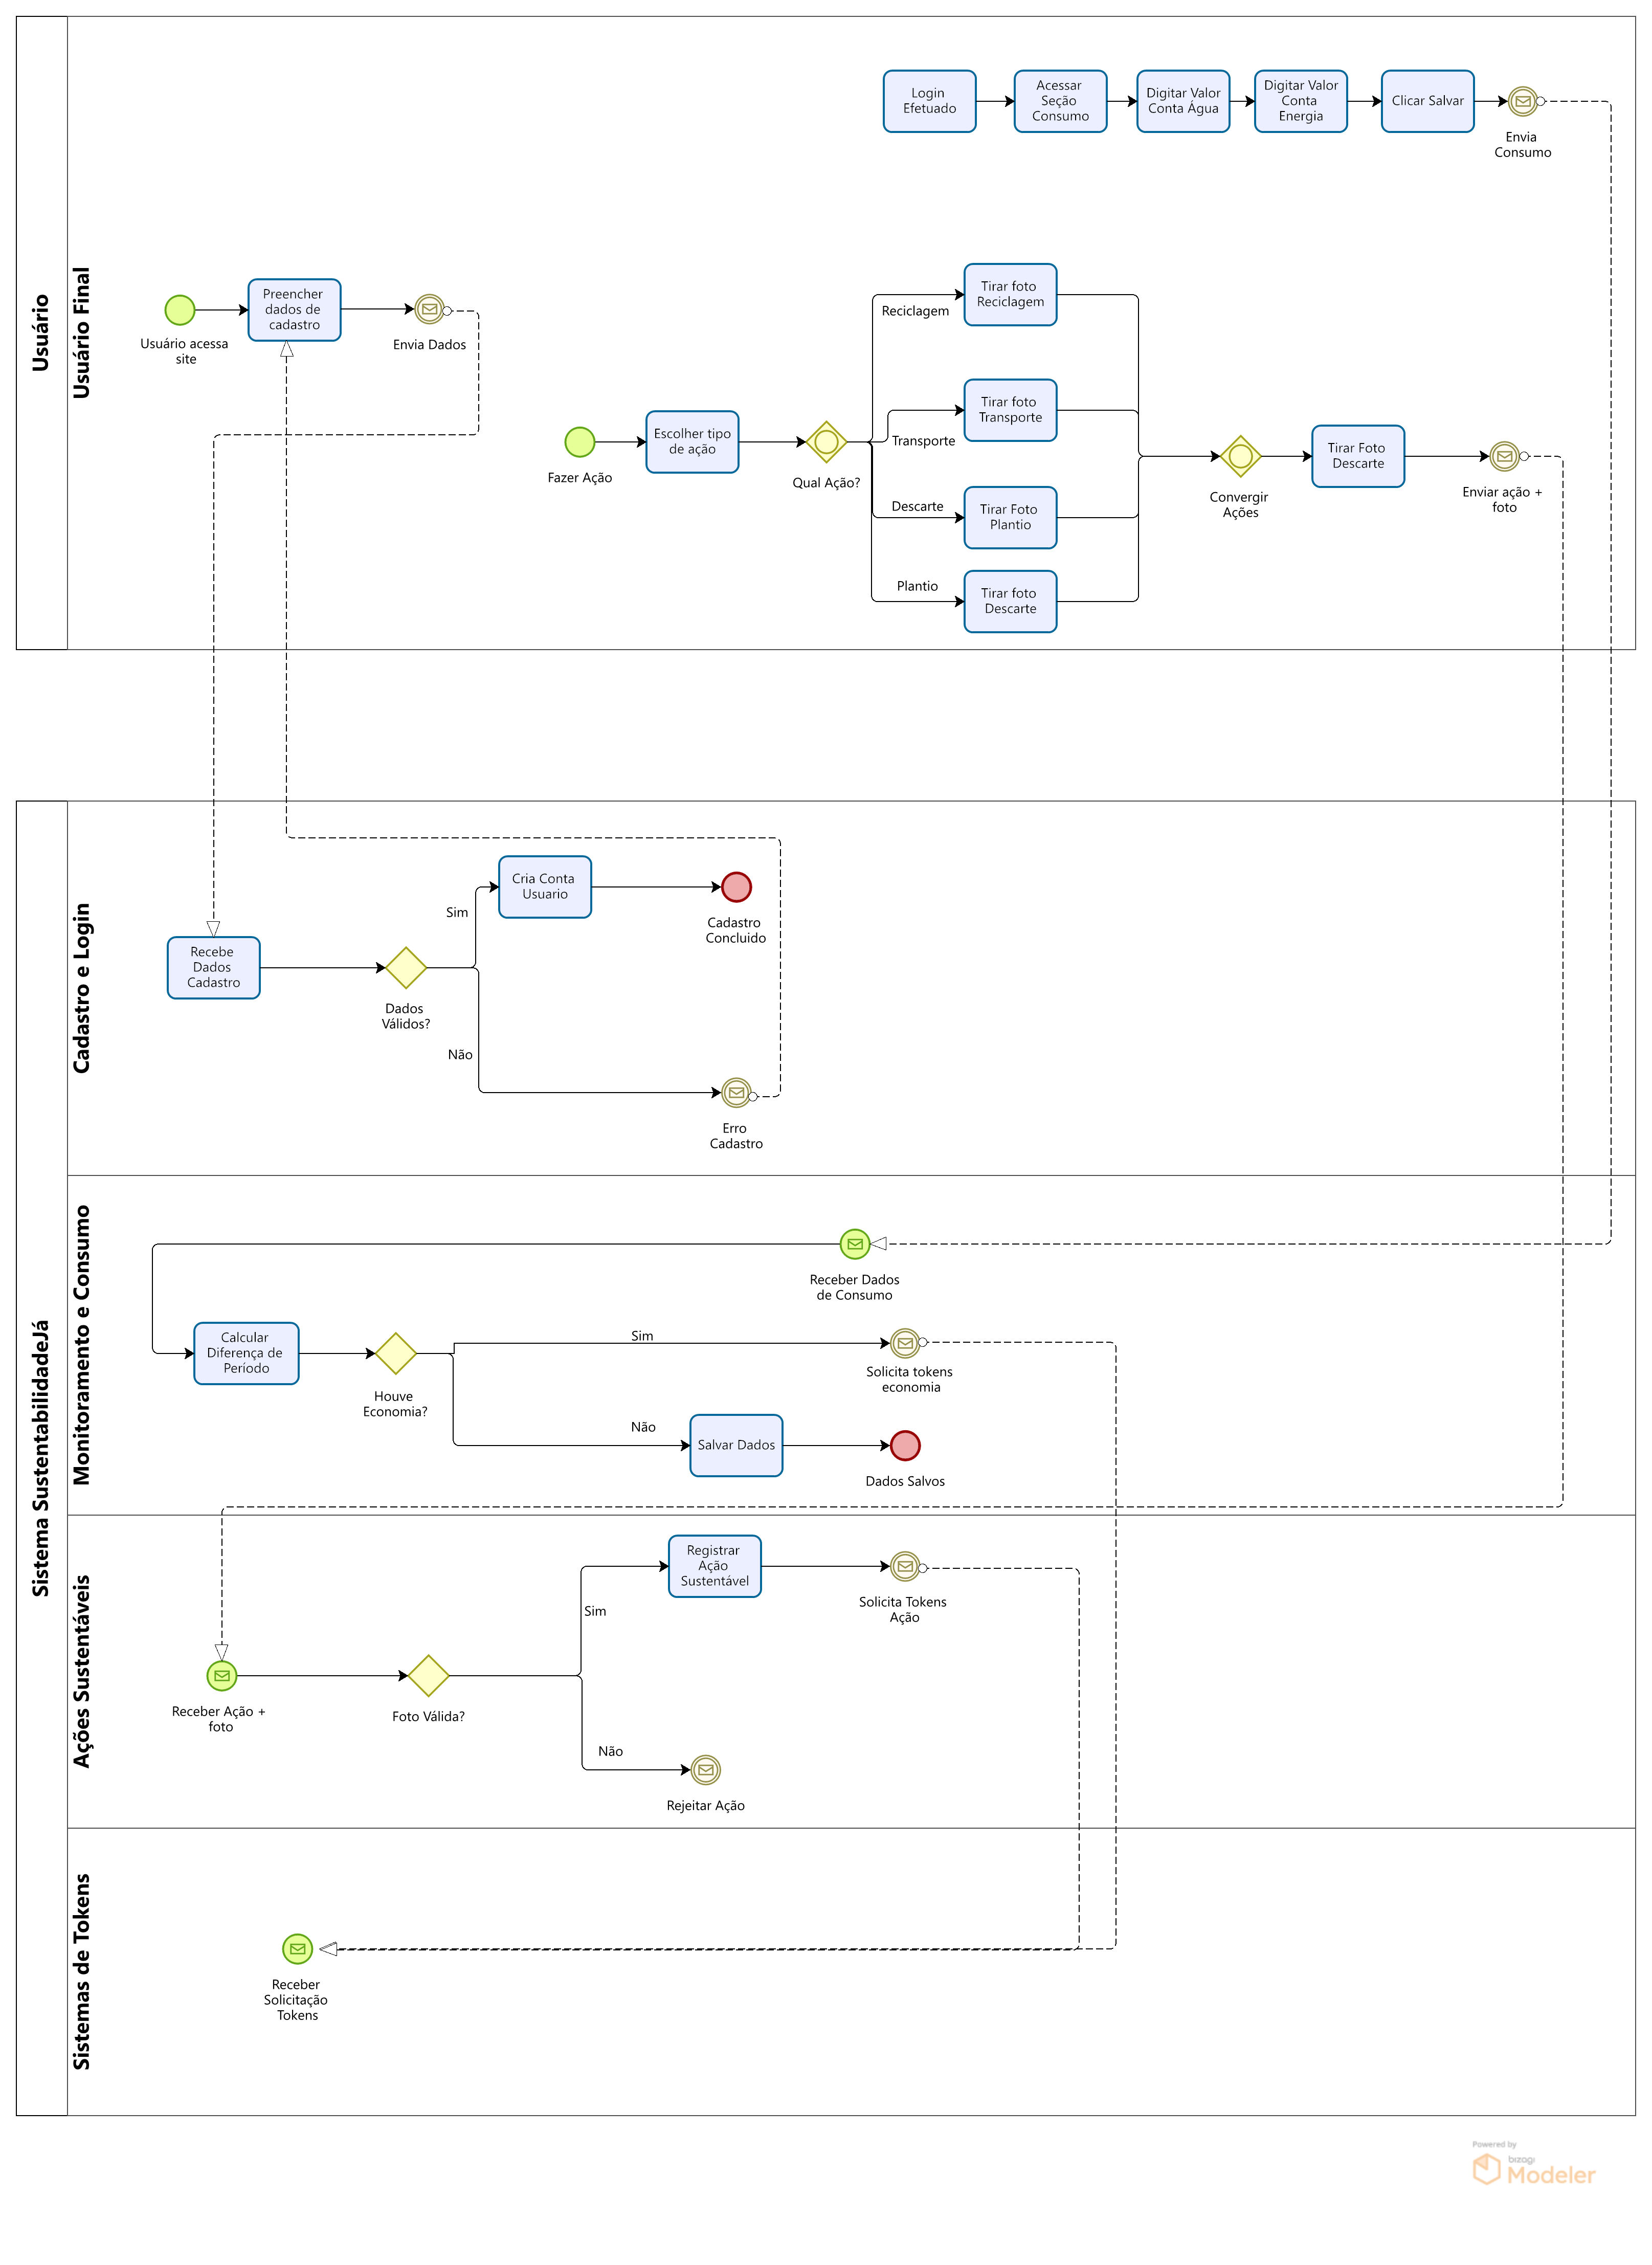 Usuário
Usuário Final
Login
Efetuado
Acessar
Seção
Consumo
Digitar Valor
Conta Água
Digitar Valor
Conta
Energia
Clicar Salvar
Envia
Consumo
Usuário acessa
site
Preencher
dados de
cadastro
Envia Dados
Fazer Ação
Escolher tipo
de ação
Qual Ação?
Reciclagem
Transporte
Descarte
Plantio
Tirar foto
Reciclagem
Tirar foto
Transporte
Tirar Foto
Plantio
Tirar foto
Descarte
Convergir
Ações
Tirar Foto
Descarte
Enviar ação +
foto
Sistema SustentabilidadeJá
Cadastro e Login
Recebe
Dados
Cadastro
Dados
Válidos?
Sim
Não
Cria Conta
Usuario
Cadastro
Concluido
Erro
Cadastro
Monitoramento e Consumo
Receber Dados
de Consumo
Calcular
Diferença de
Período
Houve
Economia?
Sim
Não
Solicita tokens
economia
Salvar Dados
Dados Salvos
Ações Sustentáveis
Receber Ação +
foto
Foto Válida?
Sim
Não
Registrar
Ação
Sustentável
Solicita Tokens
Ação
Rejeitar Ação
Sistemas de Tokens
Receber
Solicitação
Tokens
Powered by
bizagi
Modeler